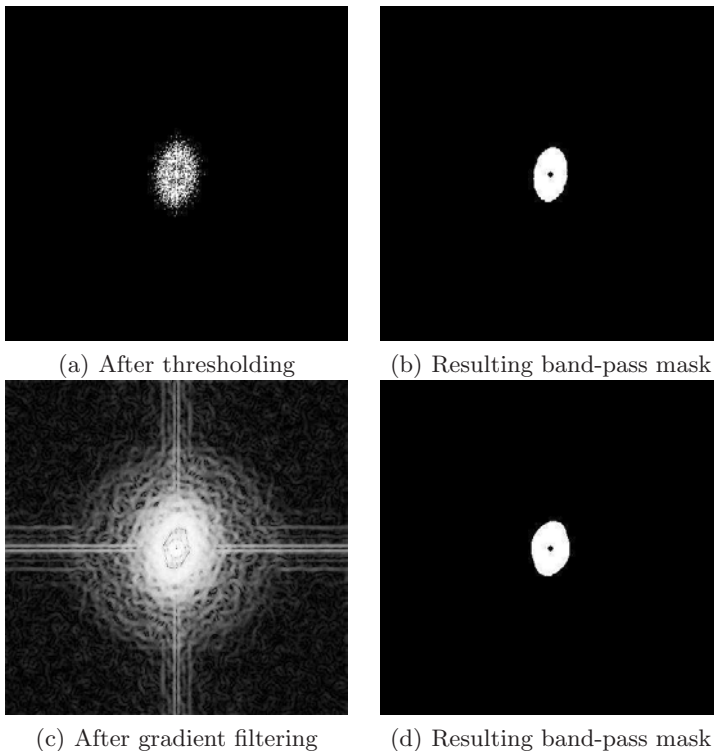 (a) After thresholding
(b) Resulting band-pass mask
(c) After gradient filtering
(d) Resulting band-pass mask